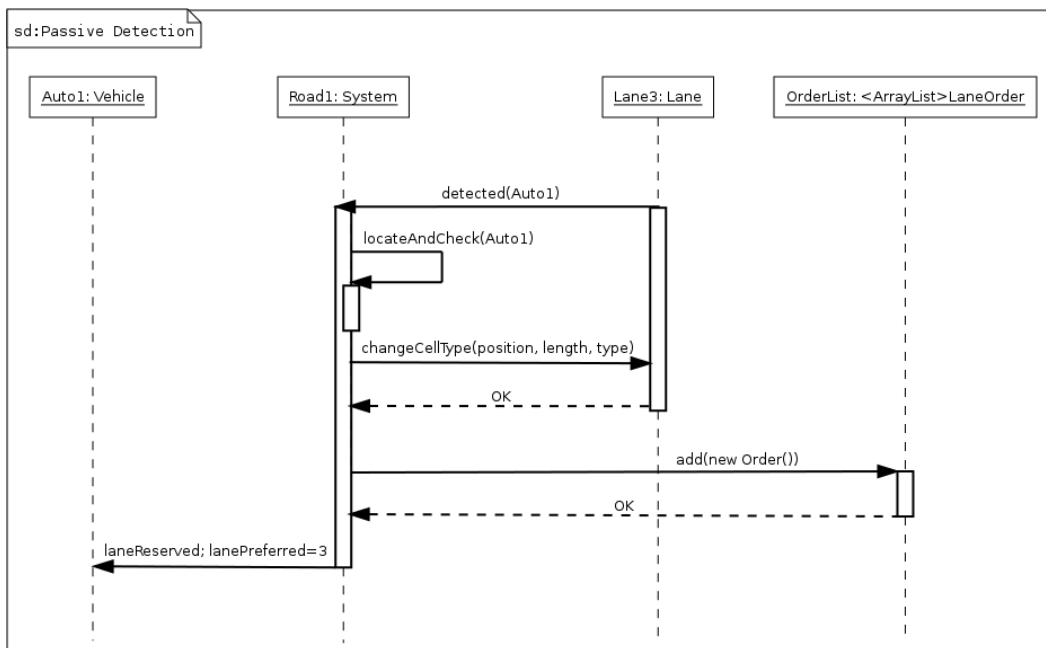 sd:Passive Detection
Auto1: Vehicle
Road1: System
Lane3: Lane
OrderList: <ArrayList>LaneOrder
detected(Auto1)
locateAndCheck(Auto1)
changeCellType(position, length, type)
OK
add(new Order())
OK
laneReserved; lanePreferred=3